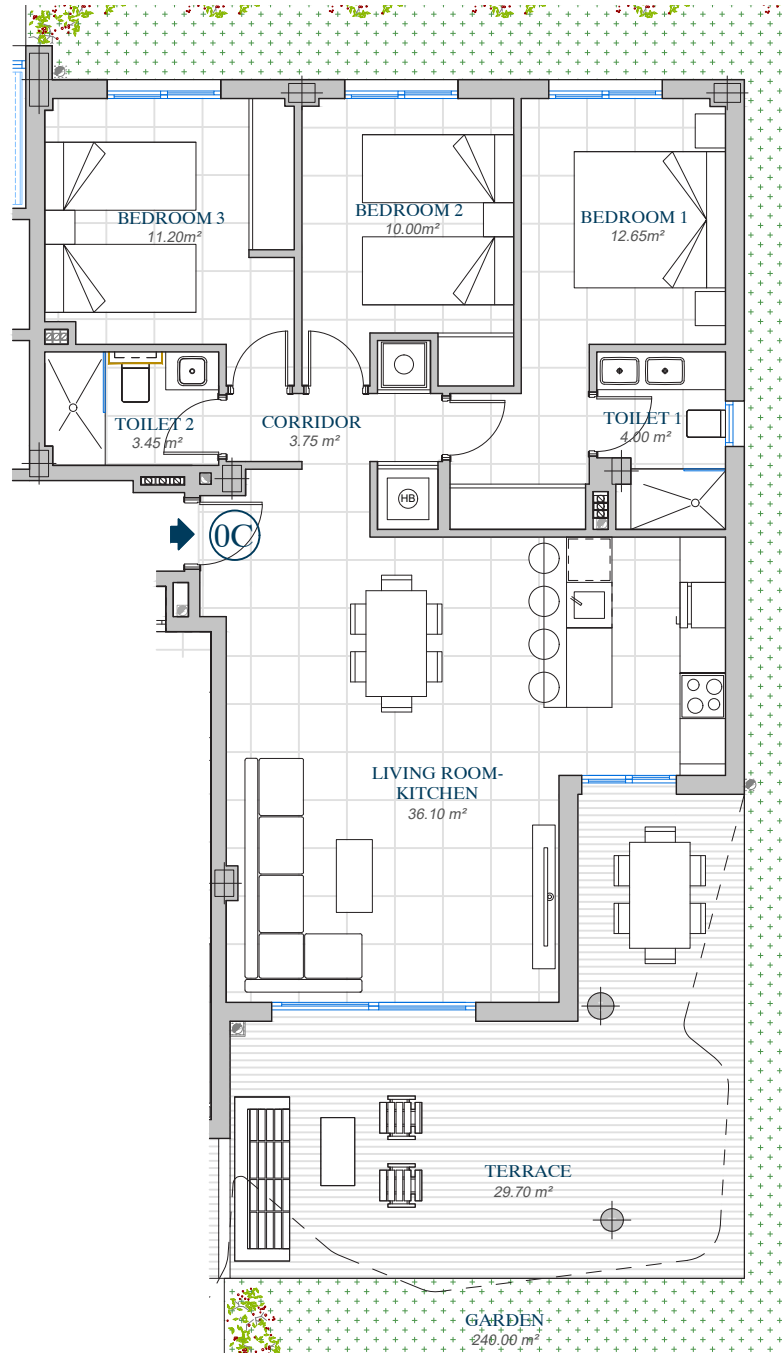 BEDROOM 3
11.20m²
BEDROOM 2
10.00m²
BEDROOM 1
12.65m²
TOILET 2
3.45 m²
CORRIDOR
3.75 m²
TOILET 1
4.00 m²
HB
0C
LIVING ROOM-
KITCHEN
36.10 m²
TERRACE
29.70 m²
GARDEN
240.00 m²